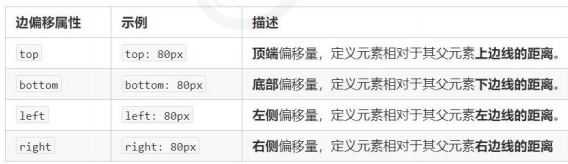 边偏移属性 示例 描述
top top: 80px 顶端偏移量，定义元素相对于其父元素上边线的距离。
bottom bottom: 80px 底部偏移量，定义元素相对于其父元素下边线的距离。
left left: 80px 左侧偏移量，定义元素相对于其父元素左边线的距离。
right right: 80px 右侧偏移量，定义元素相对于其父元素右边线的距离